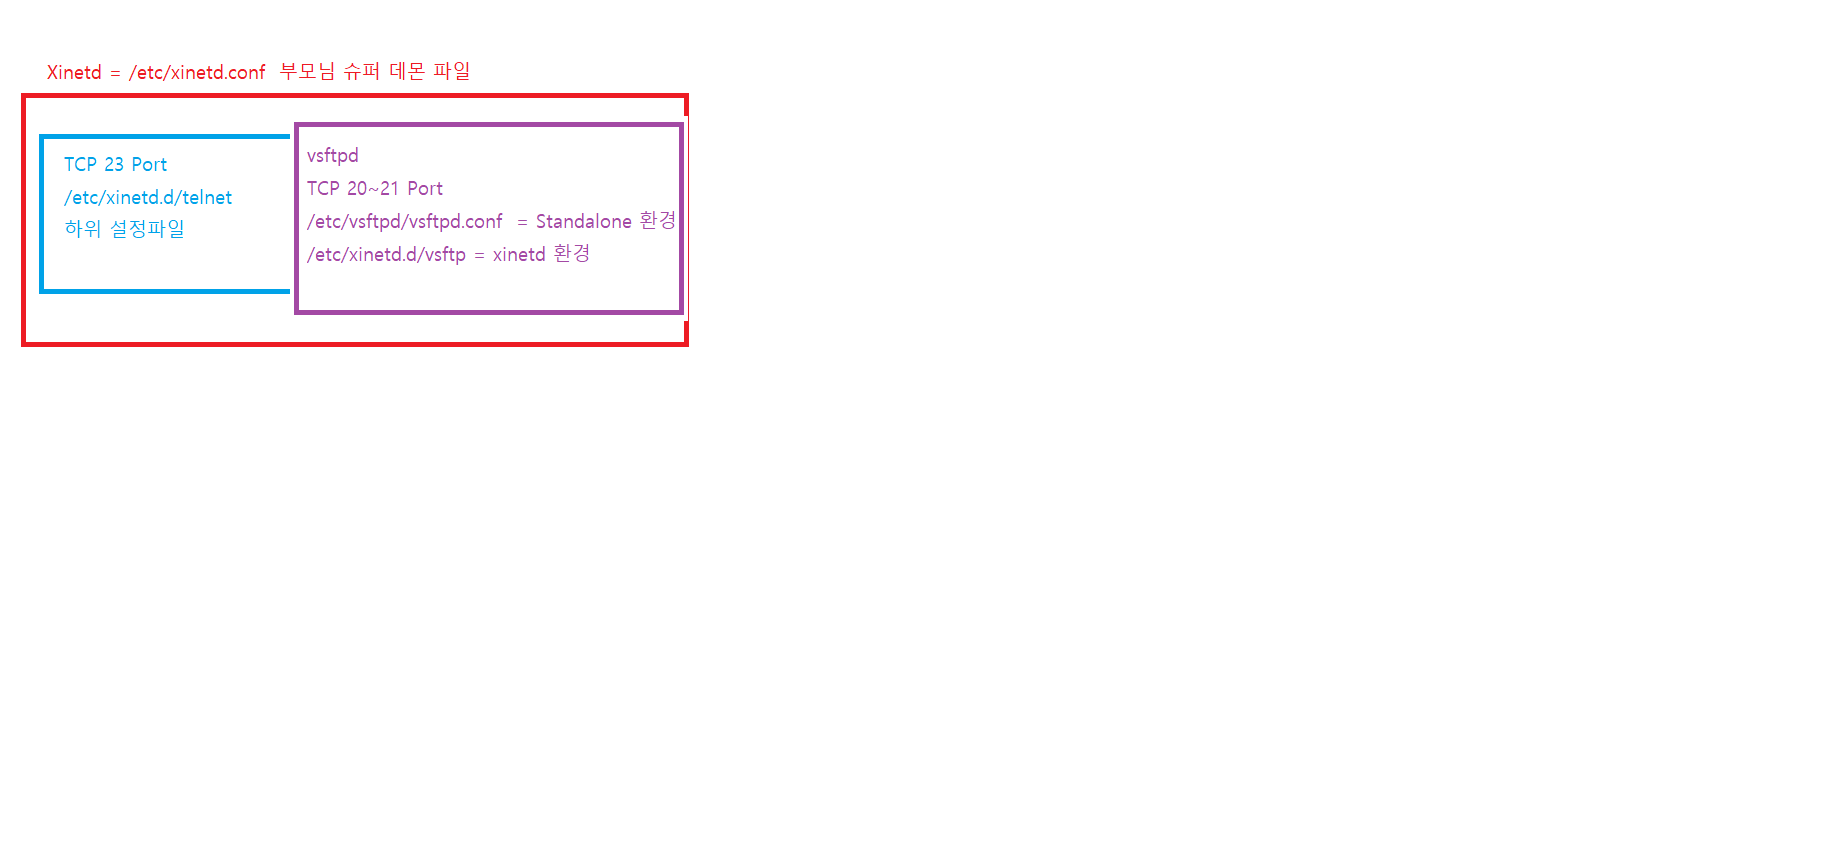 Xinetd = /etc/xinetd.conf 부모님 슈퍼 데몬 파일
TCP 23 Port
/etc/xinetd.d/telnet
하위 설정파일
vsftpd
TCP 20~21 Port
/etc/vsftpd/vsftpd.conf = Standalone 환경
/etc/xinetd.d/vsftp = xinetd 환경